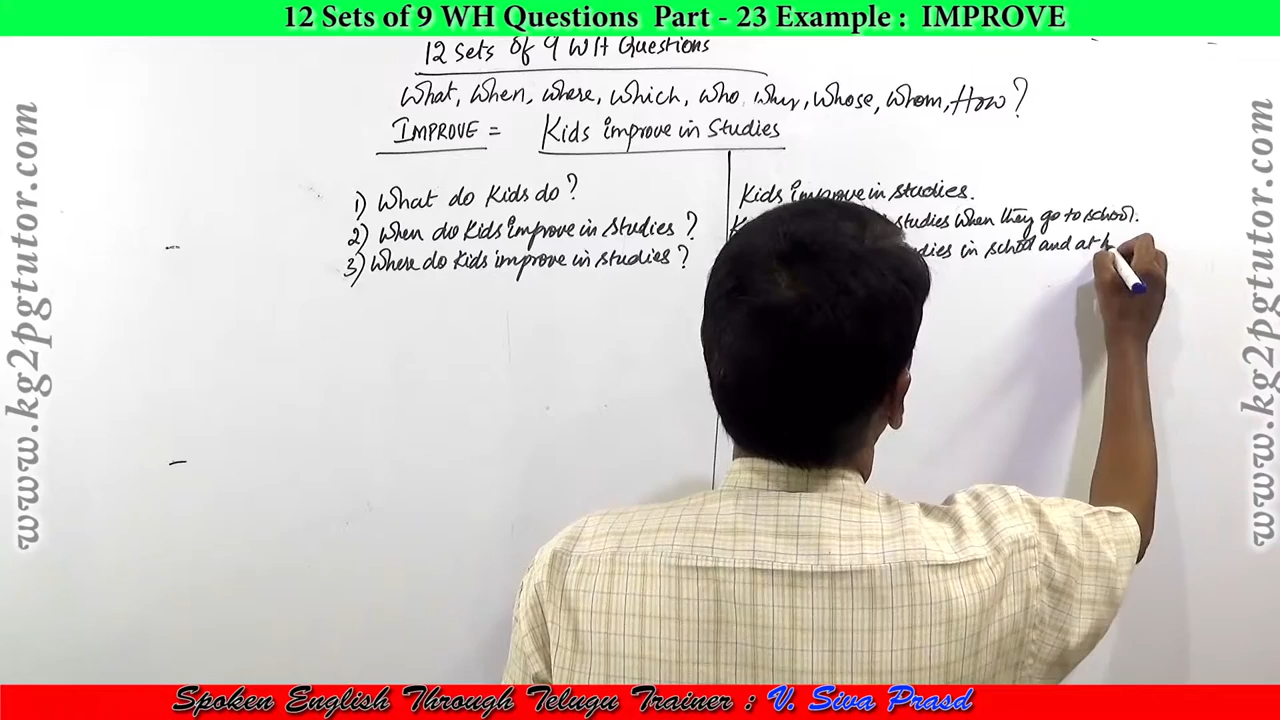 12 Sets of 9 WH Questions Part - 23 Example : IMPROVE
12 Sets of 9 WH Questions
What, When, Where, Which, Who, Why, Whose, Whom, How?
IMPROVE = Kids improve in Studies
1) What do Kids do?
Kids improve in studies.
2) When do Kids improve in studies?
studies when they go to school.
3) Where do Kids improve in studies?
in school and at
www.kg2pgtutor.com
www.kg2pgtutor.com
Spoken English Through Telugu Trainer : V. Siva Prasd